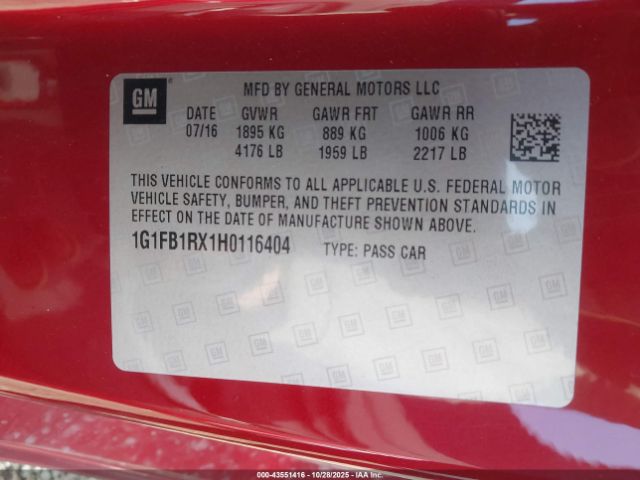 GM
MFD BY GENERAL MOTORS LLC
DATE GVWR GAWR FRT GAWR RR
07/16 1895 KG 889 KG 1006 KG
4176 LB 1959 LB 2217 LB
THIS VEHICLE CONFORMS TO ALL APPLICABLE U.S. FEDERAL MOTOR
VEHICLE SAFETY, BUMPER, AND THEFT PREVENTION STANDARDS IN
EFFECT ON THE DATE OF MANUFACTURE SHOWN ABOVE.
1G1FB1RX1H0116404 TYPE: PASS CAR
000-43551416 - 10/28/2025 - IAAI.COM